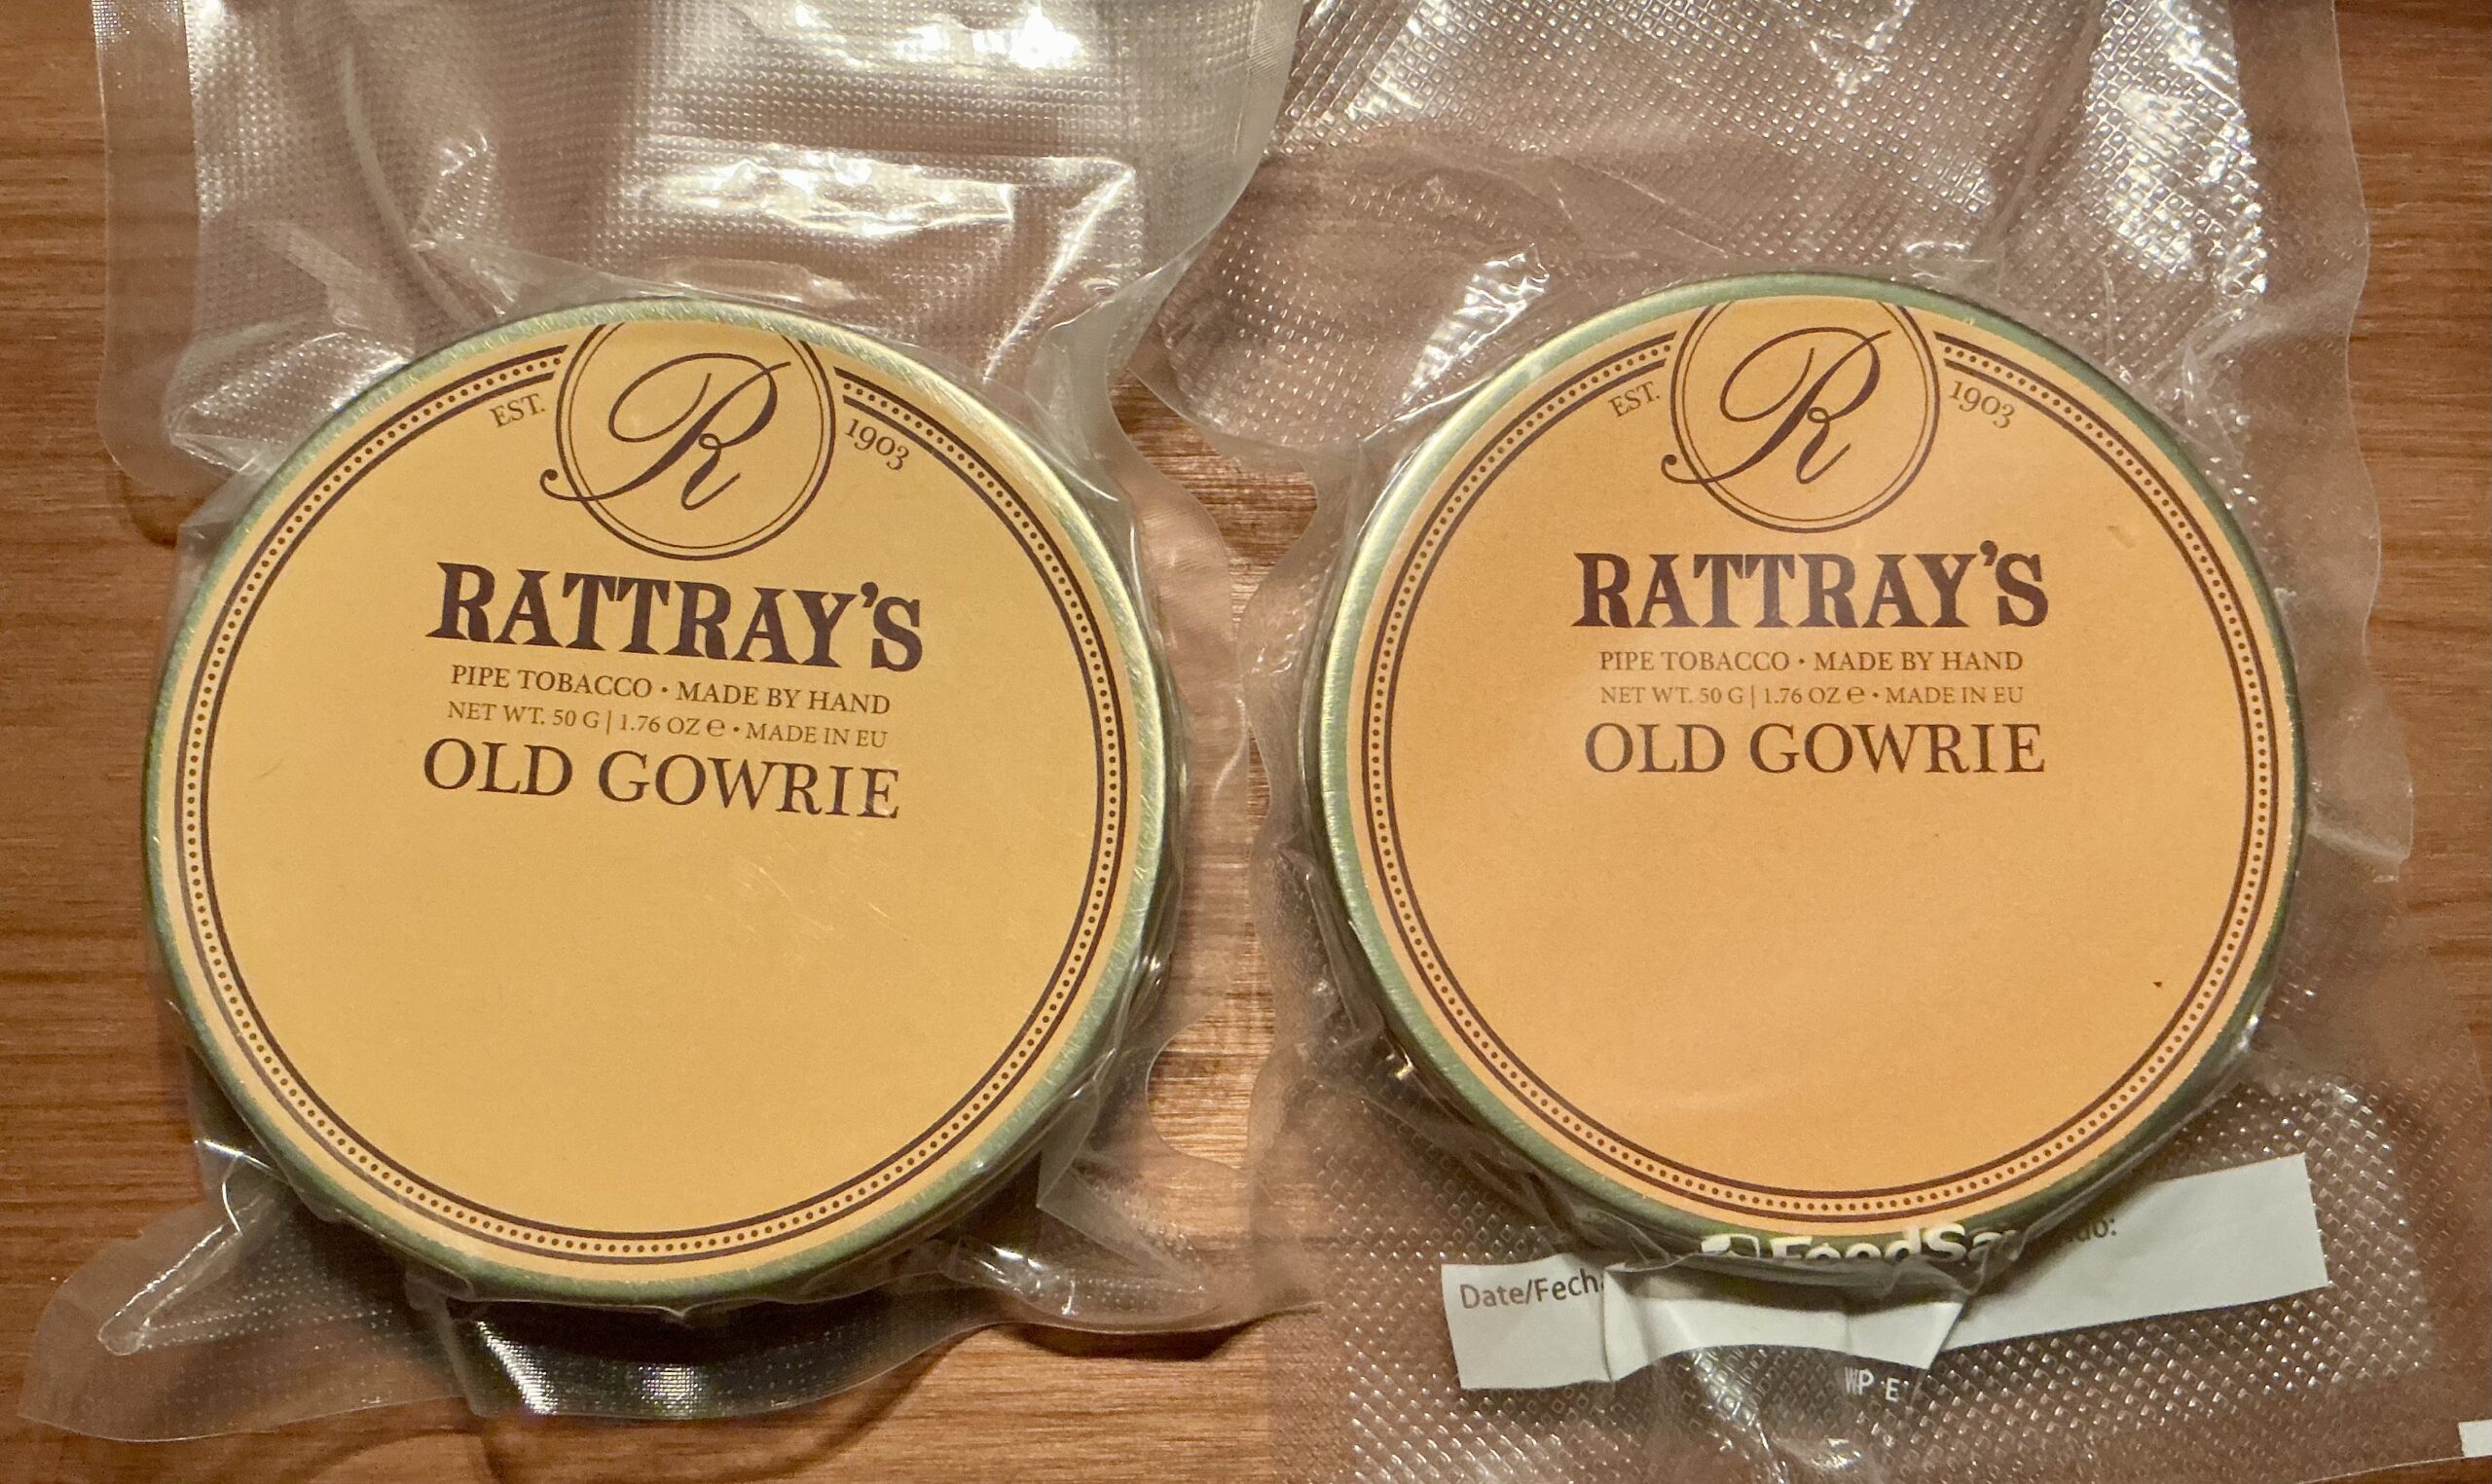 EST. R 1903
RATTRAY'S
PIPE TOBACCO • MADE BY HAND
NET WT. 50 G | 1.76 OZ ℮ • MADE IN EU
OLD GOWRIE
EST. R 1903
RATTRAY'S
PIPE TOBACCO • MADE BY HAND
NET WT. 50 G | 1.76 OZ ℮ • MADE IN EU
OLD GOWRIE
FoodSa
Date/Fecha